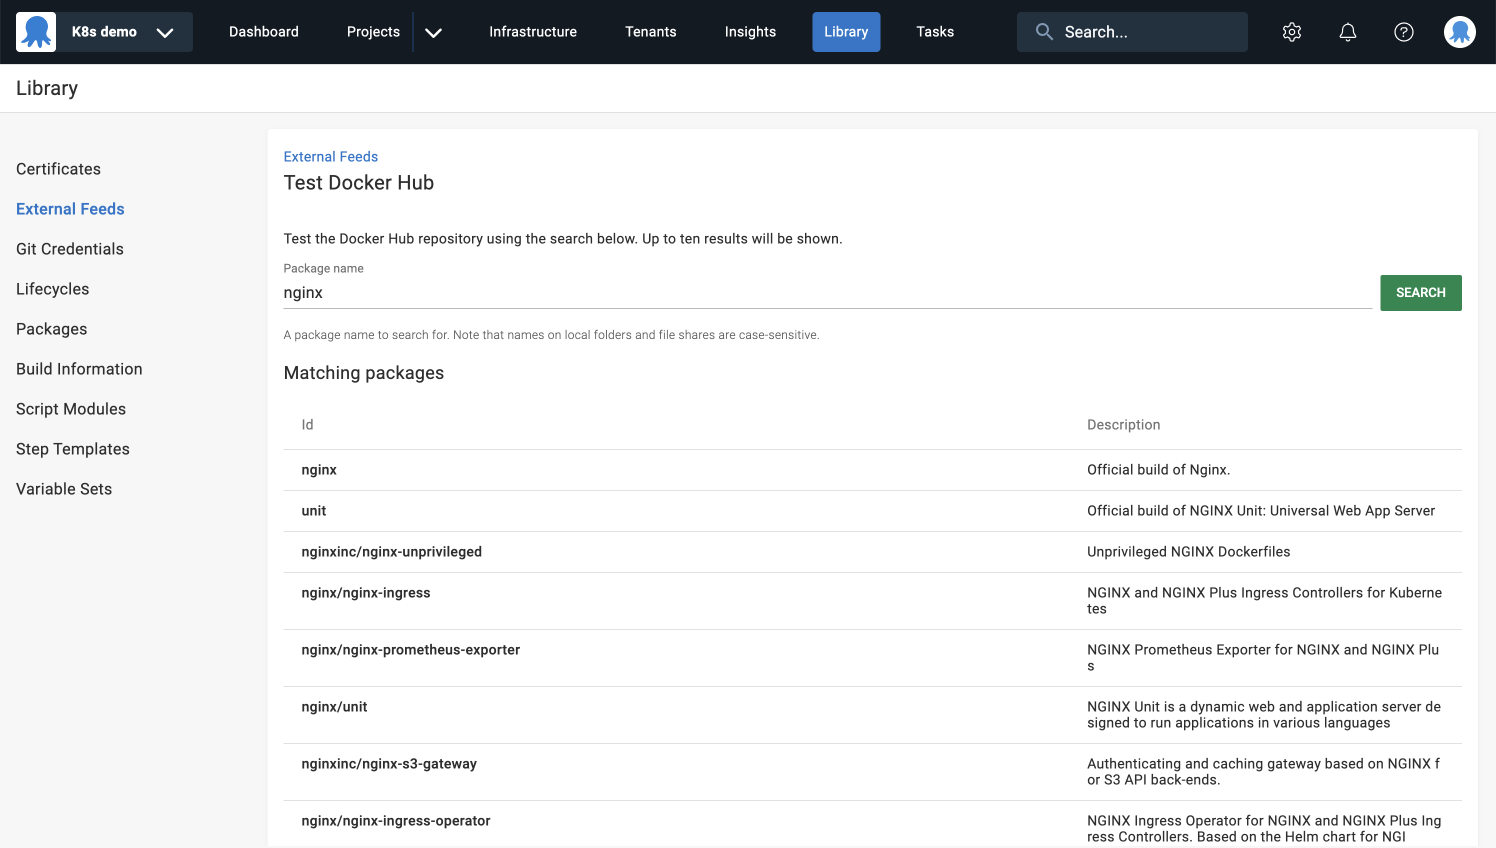 K8s demo
Dashboard
Projects
Infrastructure
Tenants
Insights
Library
Tasks
Search...
Library
Certificates
External Feeds
Git Credentials
Lifecycles
Packages
Build Information
Script Modules
Step Templates
Variable Sets
External Feeds
Test Docker Hub
Test the Docker Hub repository using the search below. Up to ten results will be shown.
Package name
nginx
SEARCH
A package name to search for. Note that names on local folders and file shares are case-sensitive.
Matching packages
Id
Description
nginx
Official build of Nginx.
unit
Official build of NGINX Unit: Universal Web App Server
nginxinc/nginx-unprivileged
Unprivileged NGINX Dockerfiles
nginx/nginx-ingress
NGINX and NGINX Plus Ingress Controllers for Kuberne
tes
nginx/nginx-prometheus-exporter
NGINX Prometheus Exporter for NGINX and NGINX Plu
s
nginx/unit
NGINX Unit is a dynamic web and application server de
signed to run applications in various languages
nginxinc/nginx-s3-gateway
Authenticating and caching gateway based on NGINX f
or S3 API back-ends.
nginx/nginx-ingress-operator
NGINX Ingress Operator for NGINX and NGINX Plus Ing
ress Controllers. Based on the Helm chart for NGI